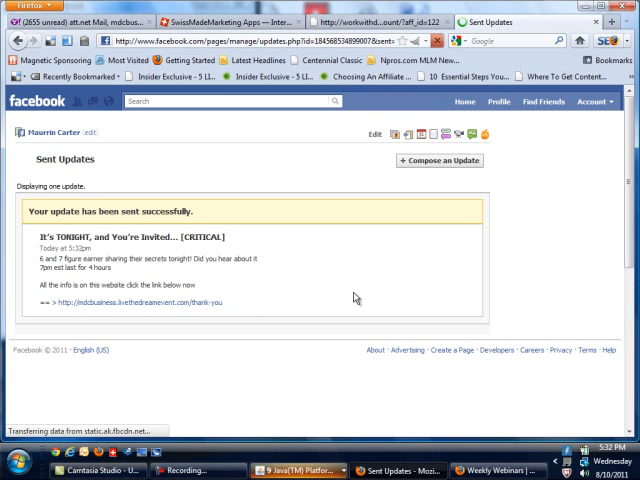 Firefox
(2655 unread) att.net Mail, mdcbus...
SwissMadeMarketing Apps — Inter...
http://workwithd...ount/?aff_id=122
Sent Updates
http://www.facebook.com/pages/manage/updates.php?id=184568534899007&sent=
Google
SEO
Magnetic Sponsoring
Most Visited
Getting Started
Latest Headlines
Centennial Classic
Npros.com MLM New...
Bookmarks
Recently Bookmarked
Insider Exclusive - 5 LI...
Insider Exclusive - 5 LI...
Choosing An Affiliate ...
10 Essential Steps You...
Where To Get Content...
facebook
Search
Home
Profile
Find Friends
Account
Maurrin Carter (edit)
Edit
31
Sent Updates
+ Compose an Update
Displaying one update.
Your update has been sent successfully.
It's TONIGHT, and You're Invited... [CRITICAL]
Today at 5:32pm
6 and 7 figure earner sharing their secrets tonight! Did you hear about it
7pm est last for 4 hours
All the info is on this website click the link below now
== > http://mdcbusiness.livethedreamevent.com/thank-you
Facebook © 2011 · English (US)
About · Advertising · Create a Page · Developers · Careers · Privacy · Terms · Help
Transferring data from static.ak.fbcdn.net...
5:32 PM
Wednesday
8/10/2011
Camtasia Studio - U...
Recording...
9 Java(TM) Platfor...
Sent Updates - Mozi...
Weekly Webinars | ...